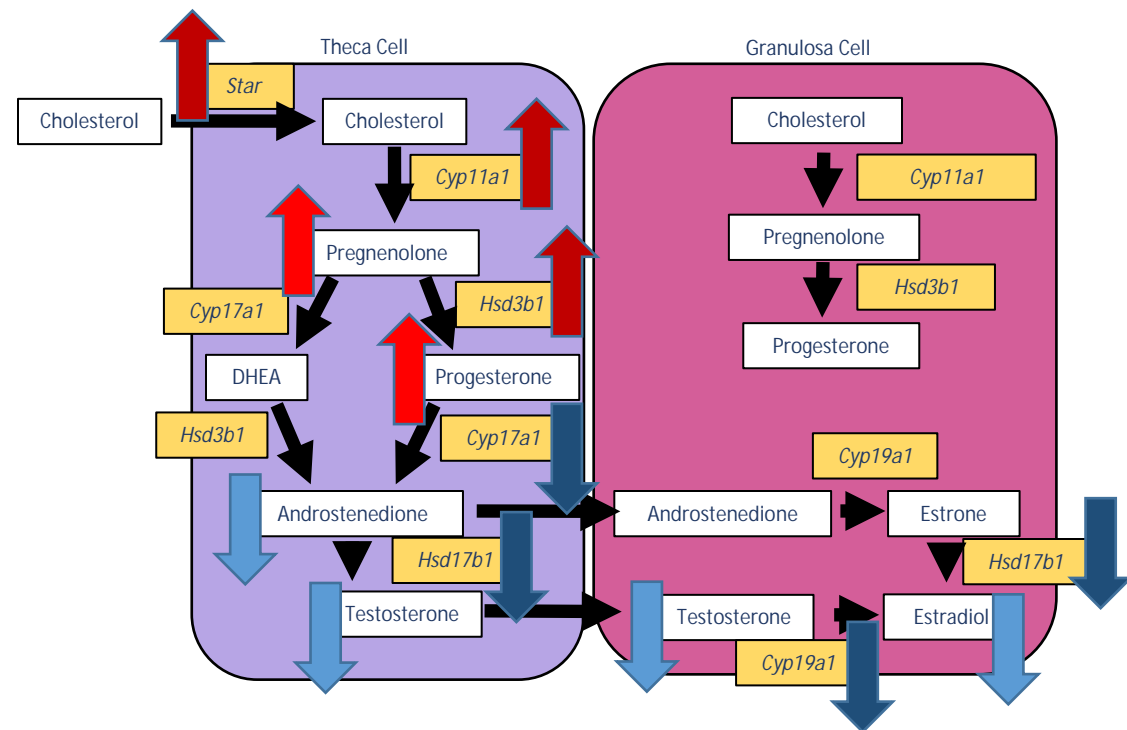 Theca Cell
Granulosa Cell
Star
Cholesterol
Cholesterol
Cholesterol
Cyp11a1
Cyp11a1
Pregnenolone
Pregnenolone
Cyp17a1
Hsd3b1
Hsd3b1
Progesterone
DHEA
Progesterone
Hsd3b1
Cyp17a1
Cyp19a1
Androstenedione
Androstenedione
Estrone
Hsd17b1
Hsd17b1
Testosterone
Testosterone
Estradiol
Cyp19a1